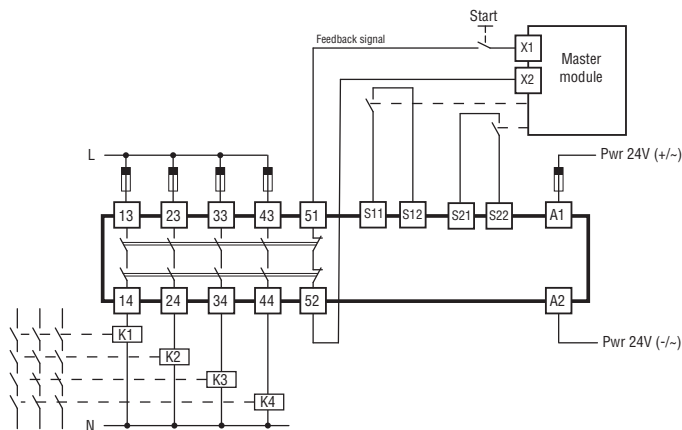 Start
Feedback signal
X1
Master
module
X2
L
Pwr 24V (+/~)
13
23
33
43
51
S11
S12
S21
S22
A1
14
24
34
44
52
A2
K1
K2
K3
K4
Pwr 24V (-/~)
N